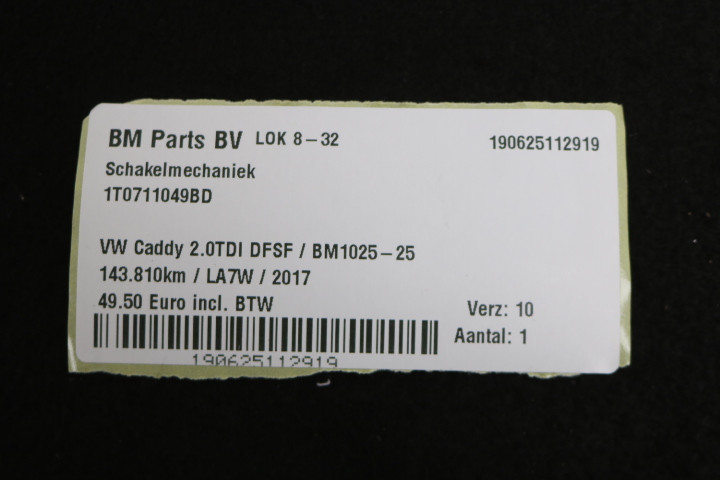 BM Parts BV LOK 8-32 190625112919
Schakelmechaniek
1T0711049BD
VW Caddy 2.0TDI DFSF / BM1025-25
143.810km / LA7W / 2017
49.50 Euro incl. BTW
Verz: 10
Aantal: 1
190625112919